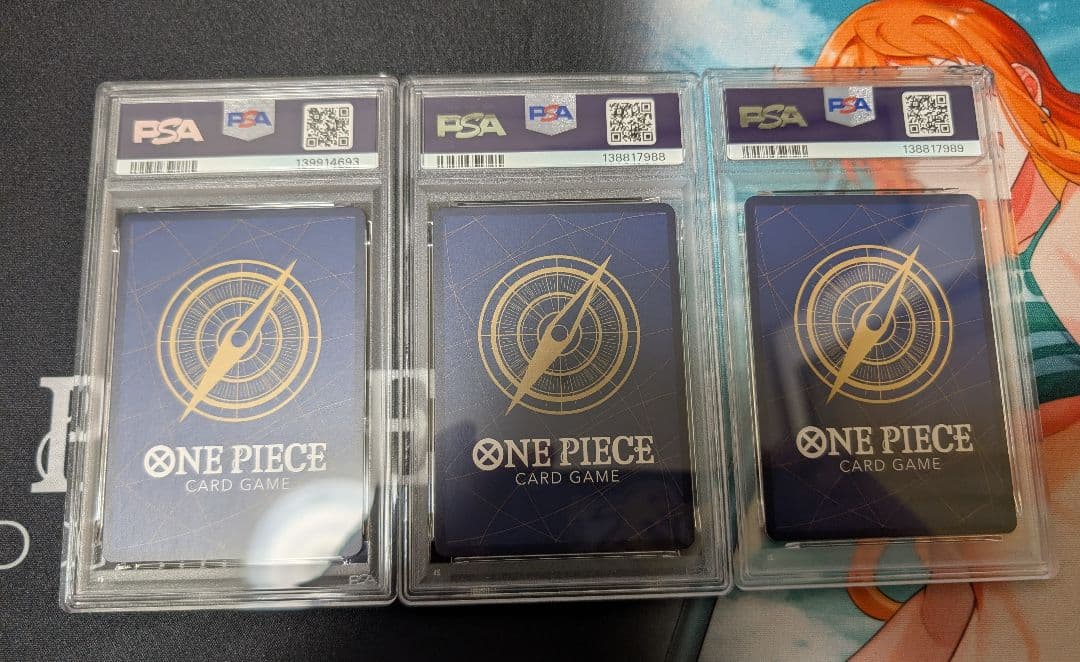 PSA PSA
139914693
ONE PIECE
CARD GAME
PSA
PSA PSA
138817988
ONE PIECE
CARD GAME
PSA PSA
138817989
ONE PIECE
CARD GAME